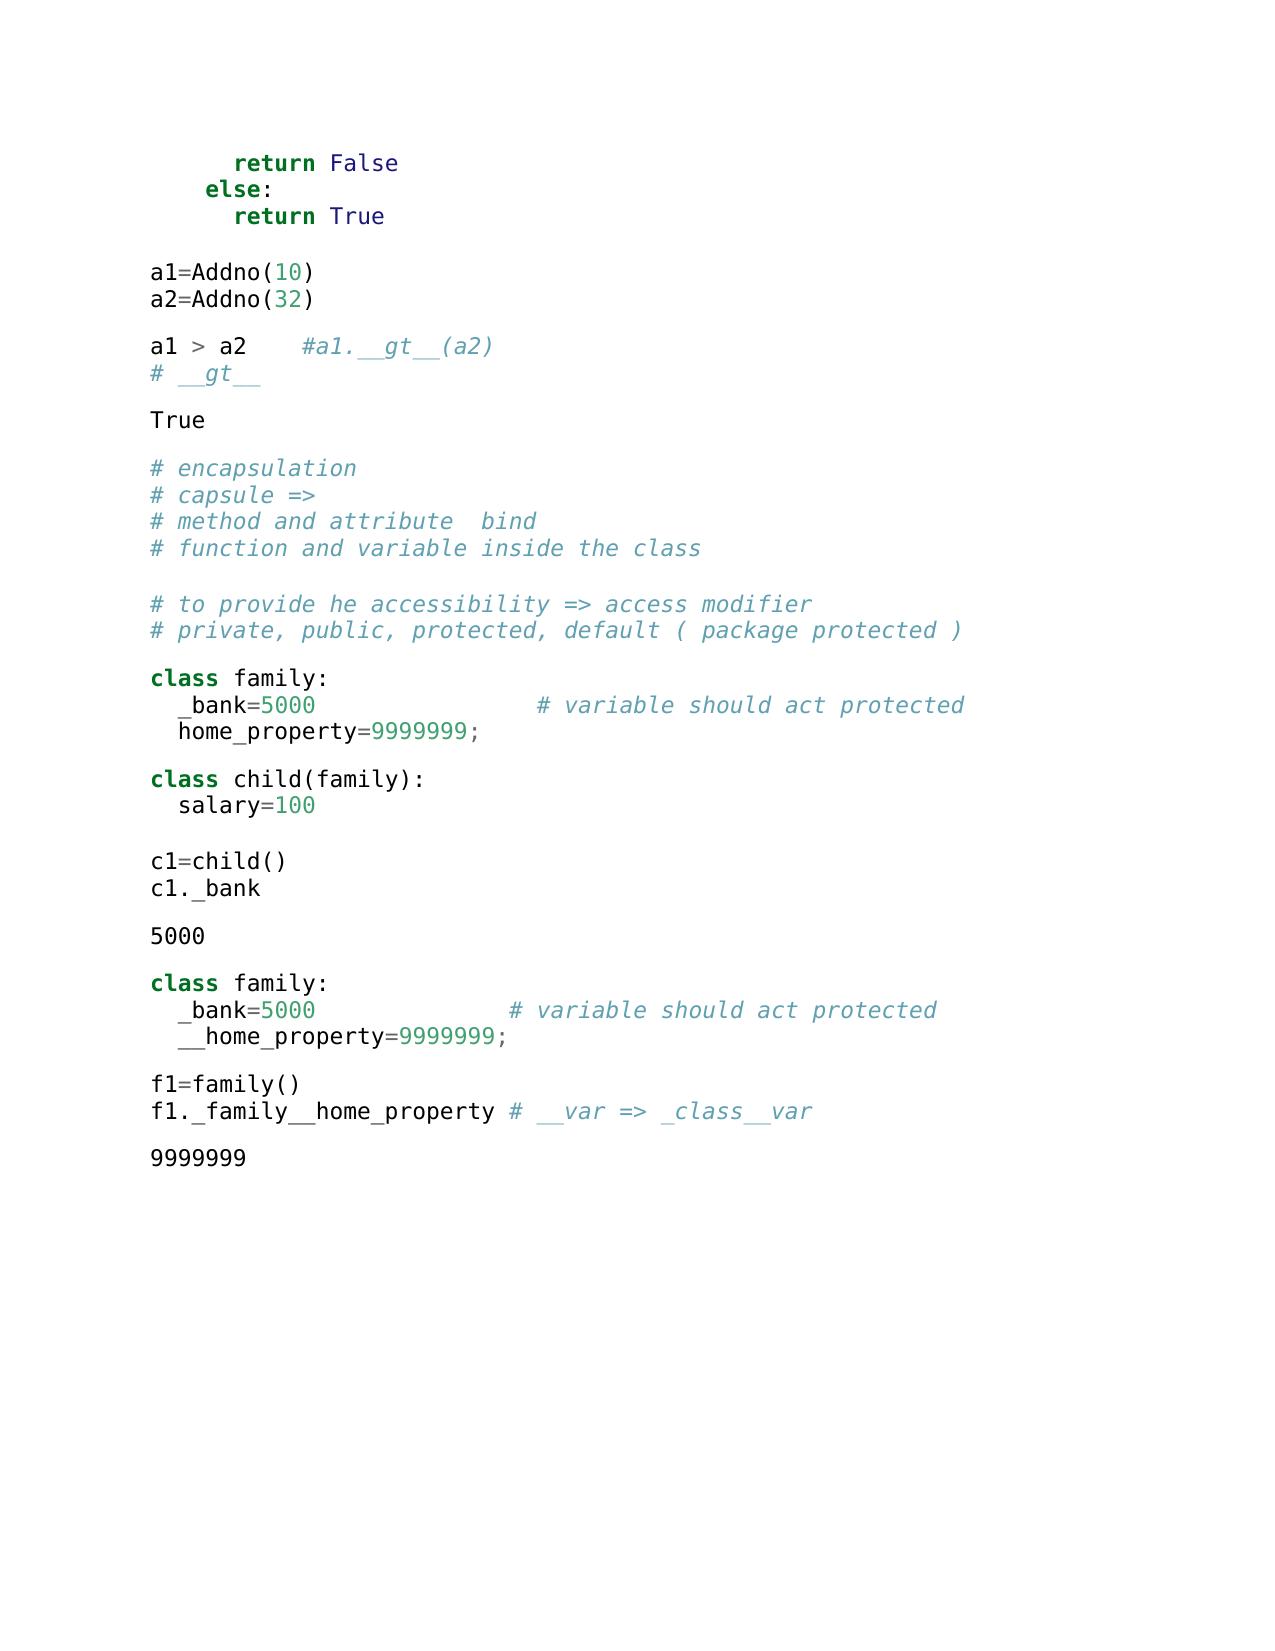 return False
    else:
      return True

a1=Addno(10)
a2=Addno(32)

a1 > a2    #a1.__gt__(a2)
# __gt__

True

# encapsulation
# capsule =>
# method and attribute  bind
# function and variable inside the class

# to provide he accessibility => access modifier
# private, public, protected, default ( package protected )

class family:
  _bank=5000                # variable should act protected
  home_property=9999999;

class child(family):
  salary=100

c1=child()
c1._bank

5000

class family:
  _bank=5000              # variable should act protected
  __home_property=9999999;

f1=family()
f1._family__home_property # __var => _class__var

9999999